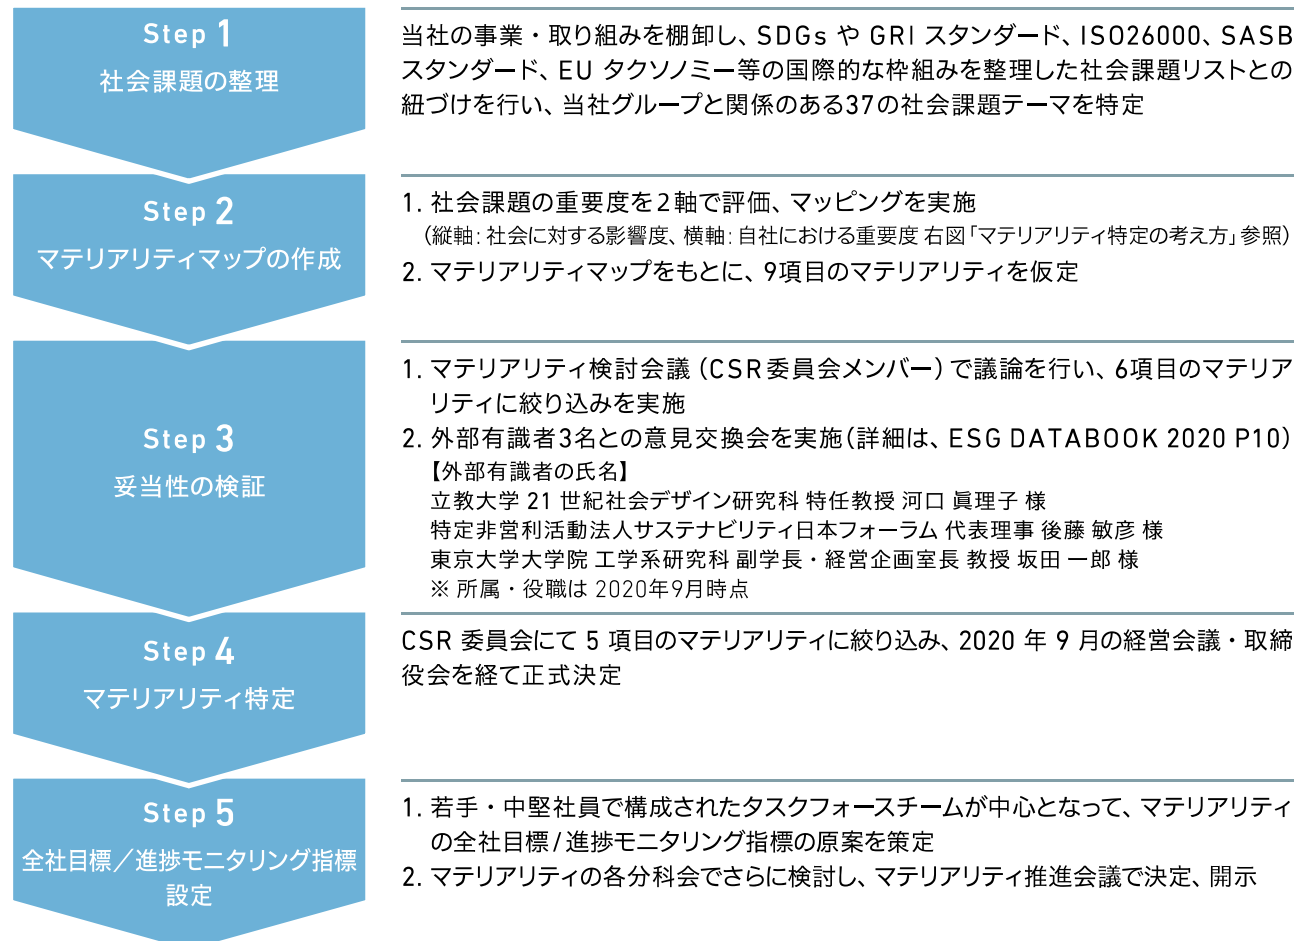 Step 1
社会課題の整理
当社の事業・取り組みを棚卸し、SDGs や GRI スタンダード、ISO26000、SASB
スタンダード、EU タクソノミー等の国際的な枠組みを整理した社会課題リストとの
紐づけを行い、当社グループと関係のある37の社会課題テーマを特定
Step 2
マテリアリティマップの作成
1. 社会課題の重要度を2軸で評価、マッピングを実施
（縦軸：社会に対する影響度、横軸：自社における重要度 右図「マテリアリティ特定の考え方」参照）
2. マテリアリティマップをもとに、9項目のマテリアリティを仮定
Step 3
妥当性の検証
1. マテリアリティ検討会議（CSR委員会メンバー）で議論を行い、6項目のマテリア
リティに絞り込みを実施
2. 外部有識者3名との意見交換会を実施（詳細は、ESG DATABOOK 2020 P10）
【外部有識者の氏名】
立教大学 21 世紀社会デザイン研究科 特任教授 河口 眞理子 様
特定非営利活動法人サステナビリティ日本フォーラム 代表理事 後藤 敏彦 様
東京大学大学院 工学系研究科 副学長・経営企画室長 教授 坂田 一郎 様
※ 所属・役職は 2020年9月時点
Step 4
マテリアリティ特定
CSR 委員会にて 5 項目のマテリアリティに絞り込み、2020 年 9 月の経営会議・取締
役会を経て正式決定
Step 5
全社目標／進捗モニタリング指標
設定
1. 若手・中堅社員で構成されたタスクフォースチームが中心となって、マテリアリティ
の全社目標/進捗モニタリング指標の原案を策定
2. マテリアリティの各分科会でさらに検討し、マテリアリティ推進会議で決定、開示